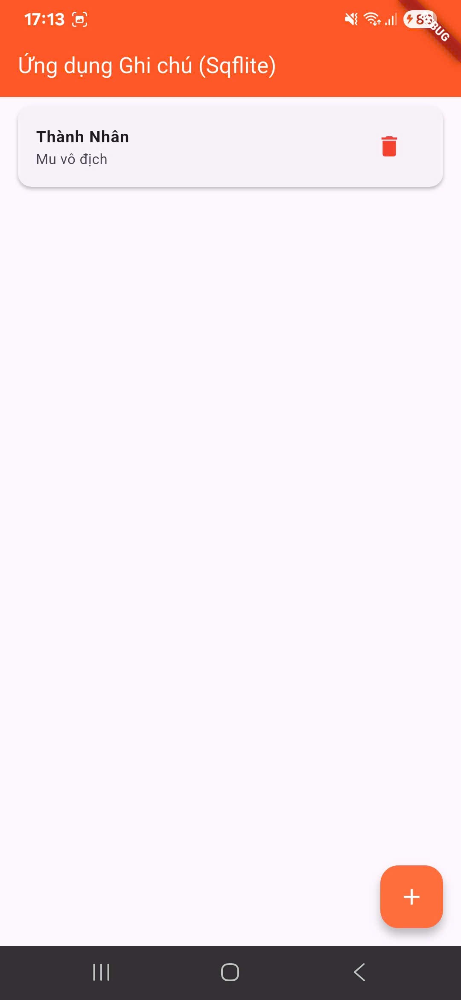 17:13
Ứng dụng Ghi chú (Sqflite)
Thành Nhân
Mu vô địch